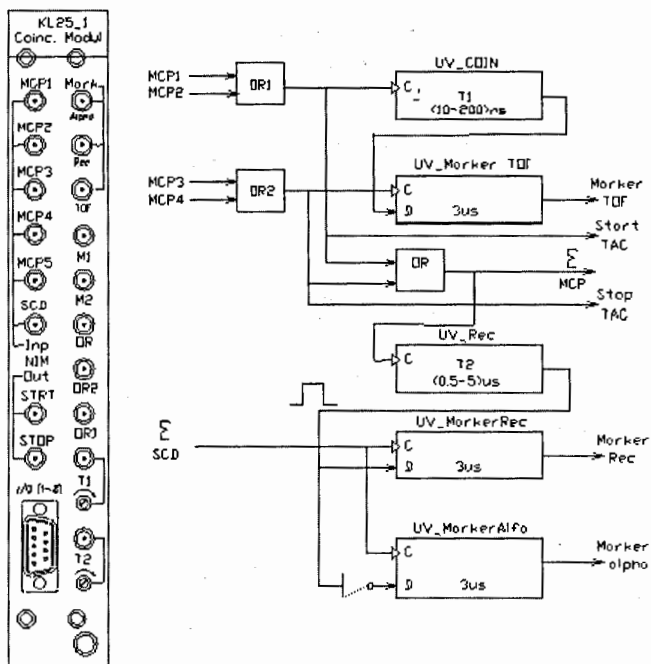 KL25_1
Coinc. Modul
MCP1
MCP2
MCP3
MCP4
MCP5
SCD
Inp
NIM
Out
STRT
STOP
Mark
Alpha
Rec
TOF
M1
M2
OR
OR2
OR1
T1
T2
MCP1
MCP2
OR1
UV_COIN
C
T1
(10-200)ns
MCP3
MCP4
OR2
UV_Marker TOF
C
D
3us
Marker
TOF
Start
TAC
OR
Σ
MCP
Stop
TAC
UV_Rec
C
T2
(0.5-5)us
Σ
SCD
UV_MarkerRec
C
D
3us
Marker
Rec
UV_MarkerAlfa
C
D
3us
Marker
alpha